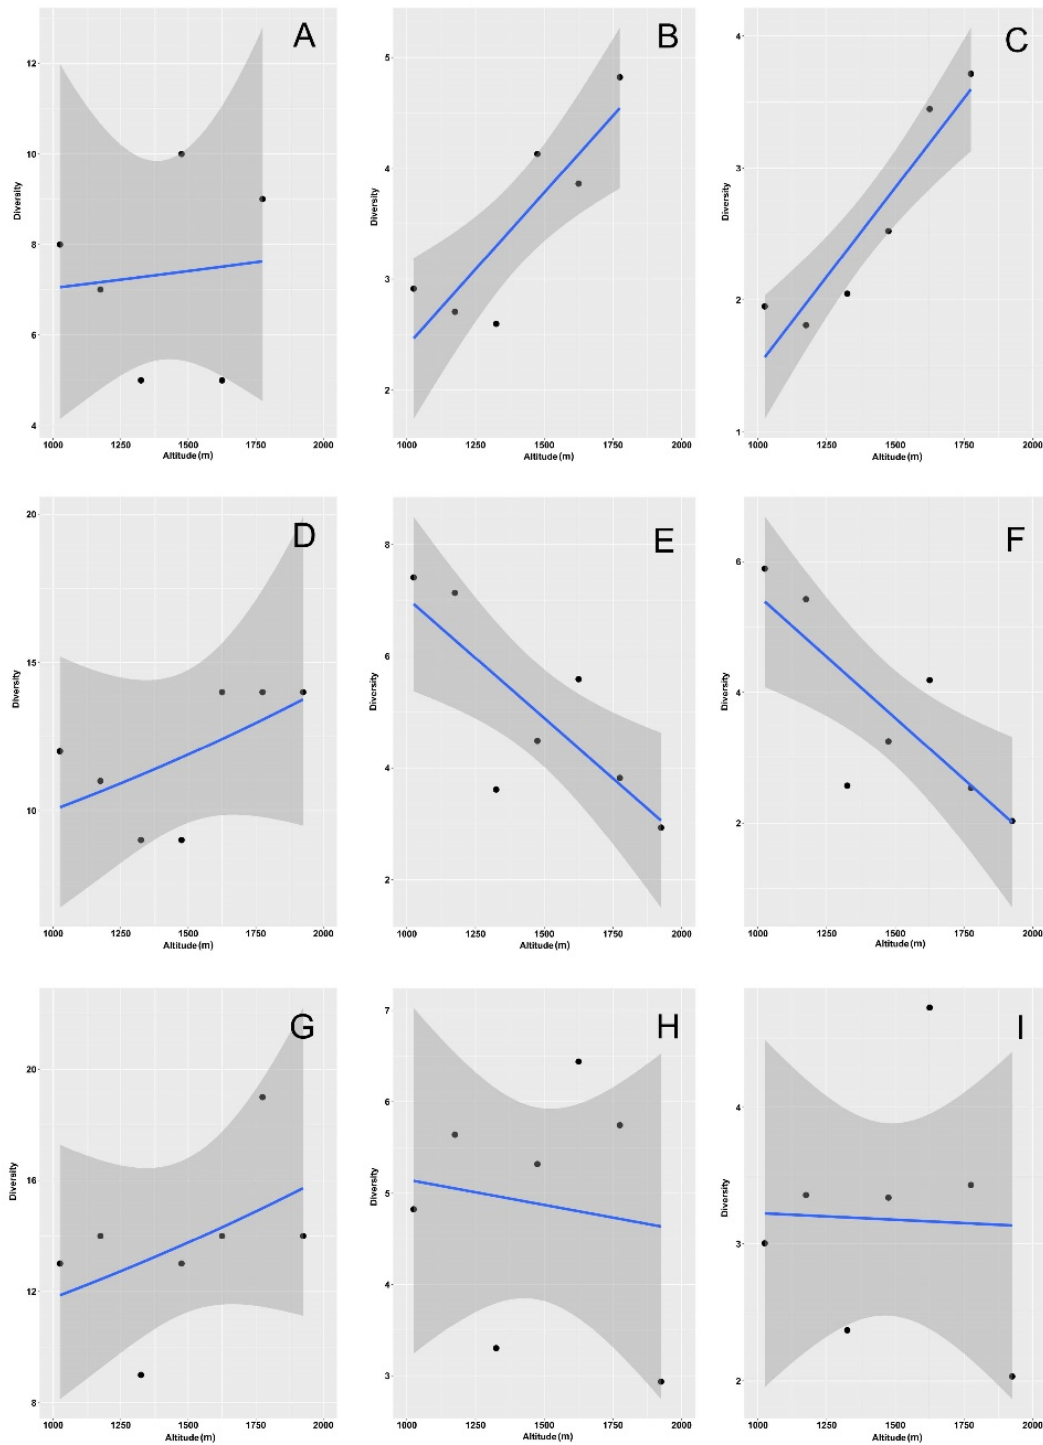 A B C
12 5 4
10 4 3
8 3 2
6 2 1
4
Diversity Diversity Diversity
1000 1250 1500 1750 2000 1000 1250 1500 1750 2000 1000 1250 1500 1750 2000
Altitude (m) Altitude (m) Altitude (m)
D E F
20 8 6
15 6 4
10 4 2
2
Diversity Diversity Diversity
1000 1250 1500 1750 2000 1000 1250 1500 1750 2000 1000 1250 1500 1750 2000
Altitude (m) Altitude (m) Altitude (m)
G H I
20 7 4
16 6 3
12 5 2
8 4
3
Diversity Diversity Diversity
1000 1250 1500 1750 2000 1000 1250 1500 1750 2000 1000 1250 1500 1750 2000
Altitude (m) Altitude (m) Altitude (m)